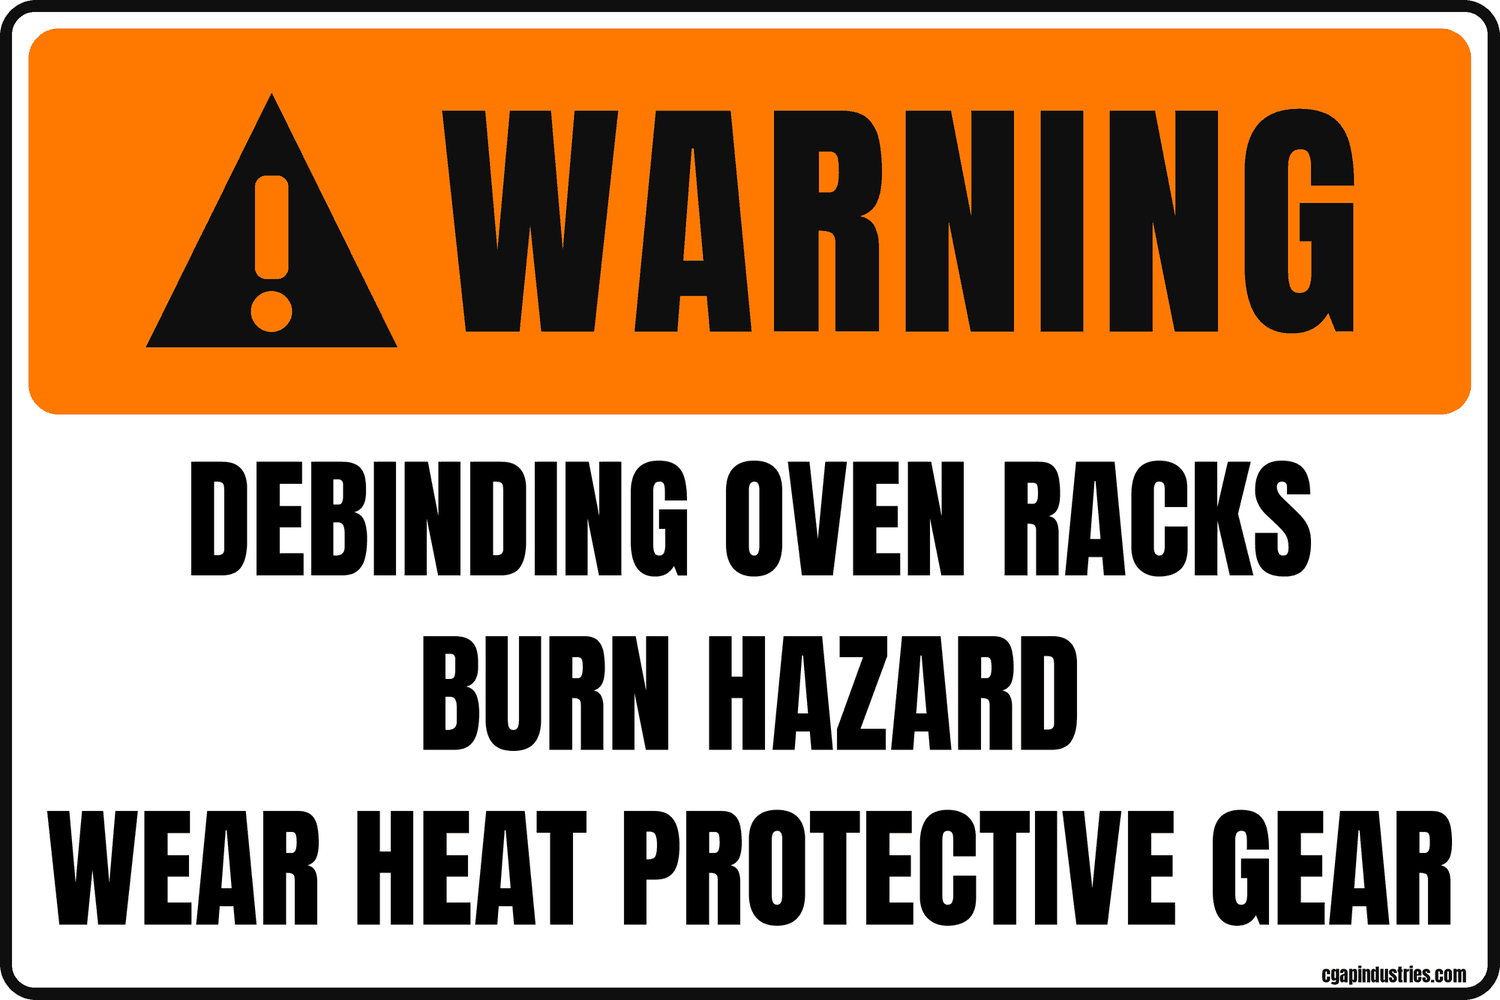 WARNING
DEBINDING OVEN RACKS
BURN HAZARD
WEAR HEAT PROTECTIVE GEAR
cgapindustries.com